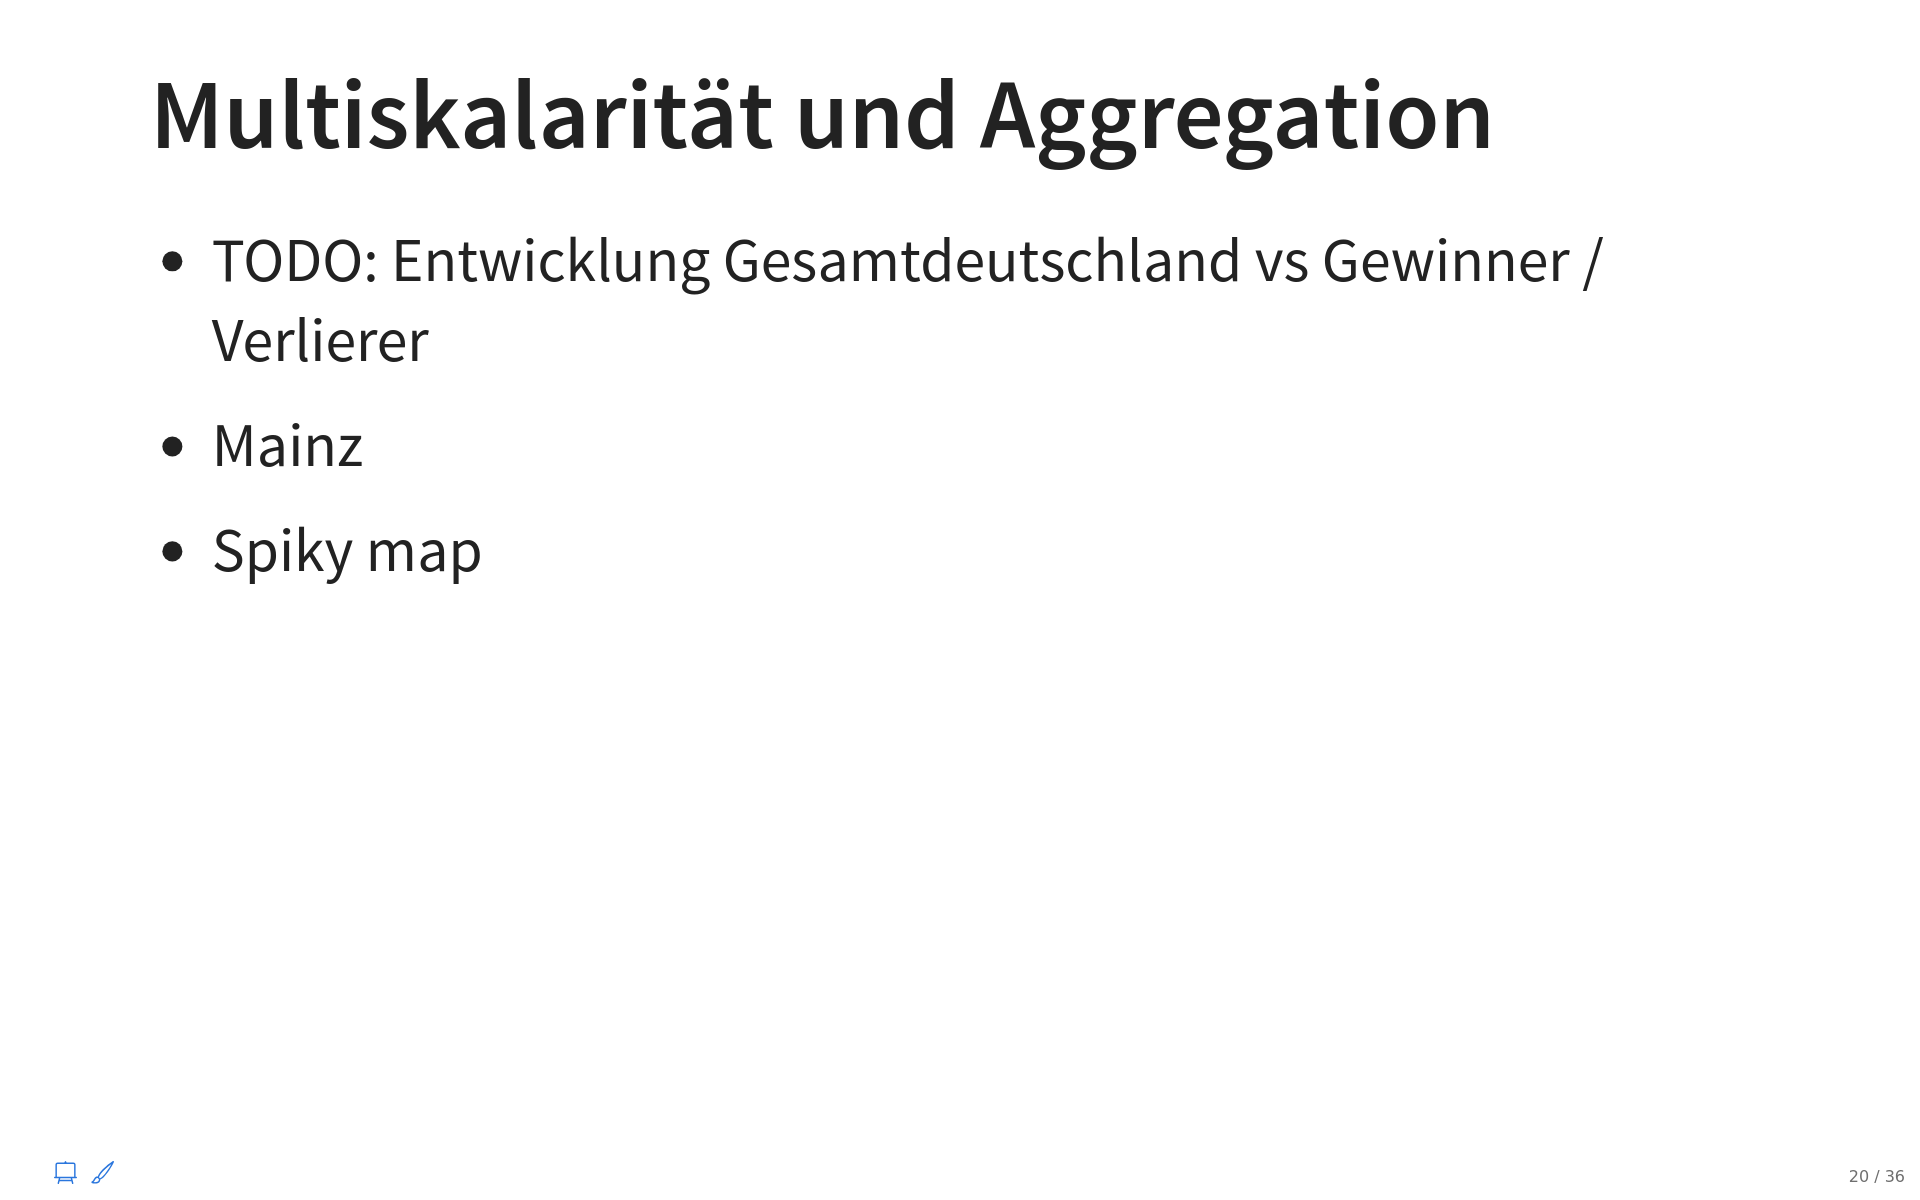 Multiskalarität und Aggregation
• TODO: Entwicklung Gesamtdeutschland vs Gewinner /
Verlierer
• Mainz
• Spiky map
20 / 36